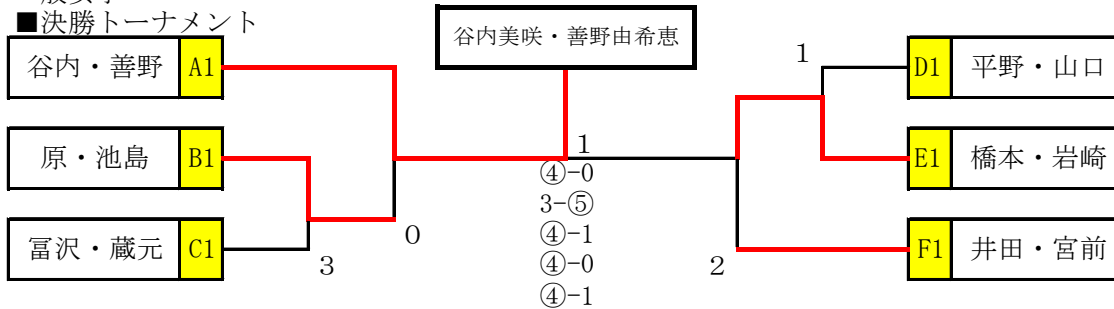 ■決勝トーナメント
谷内美咲・善野由希恵
谷内・善野 A1
1
D1 平野・山口
原・池島 B1
1
E1 橋本・岩崎
④-0
3-⑤
④-1
④-0
④-1
冨沢・蔵元 C1
3
0
2
F1 井田・宮前